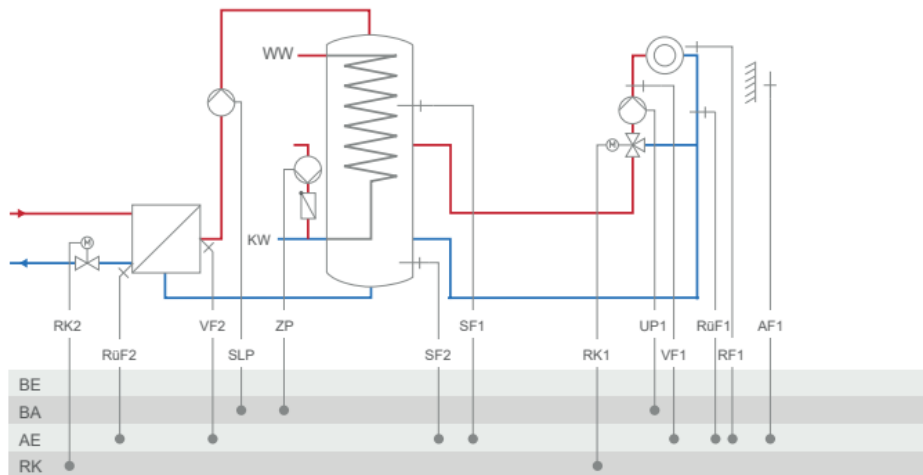 WW
M
KW
M
RK2
VF2
ZP
SF1
UP1
RüF1
AF1
RüF2
SLP
SF2
RK1
VF1
RF1
BE
BA
AE
RK